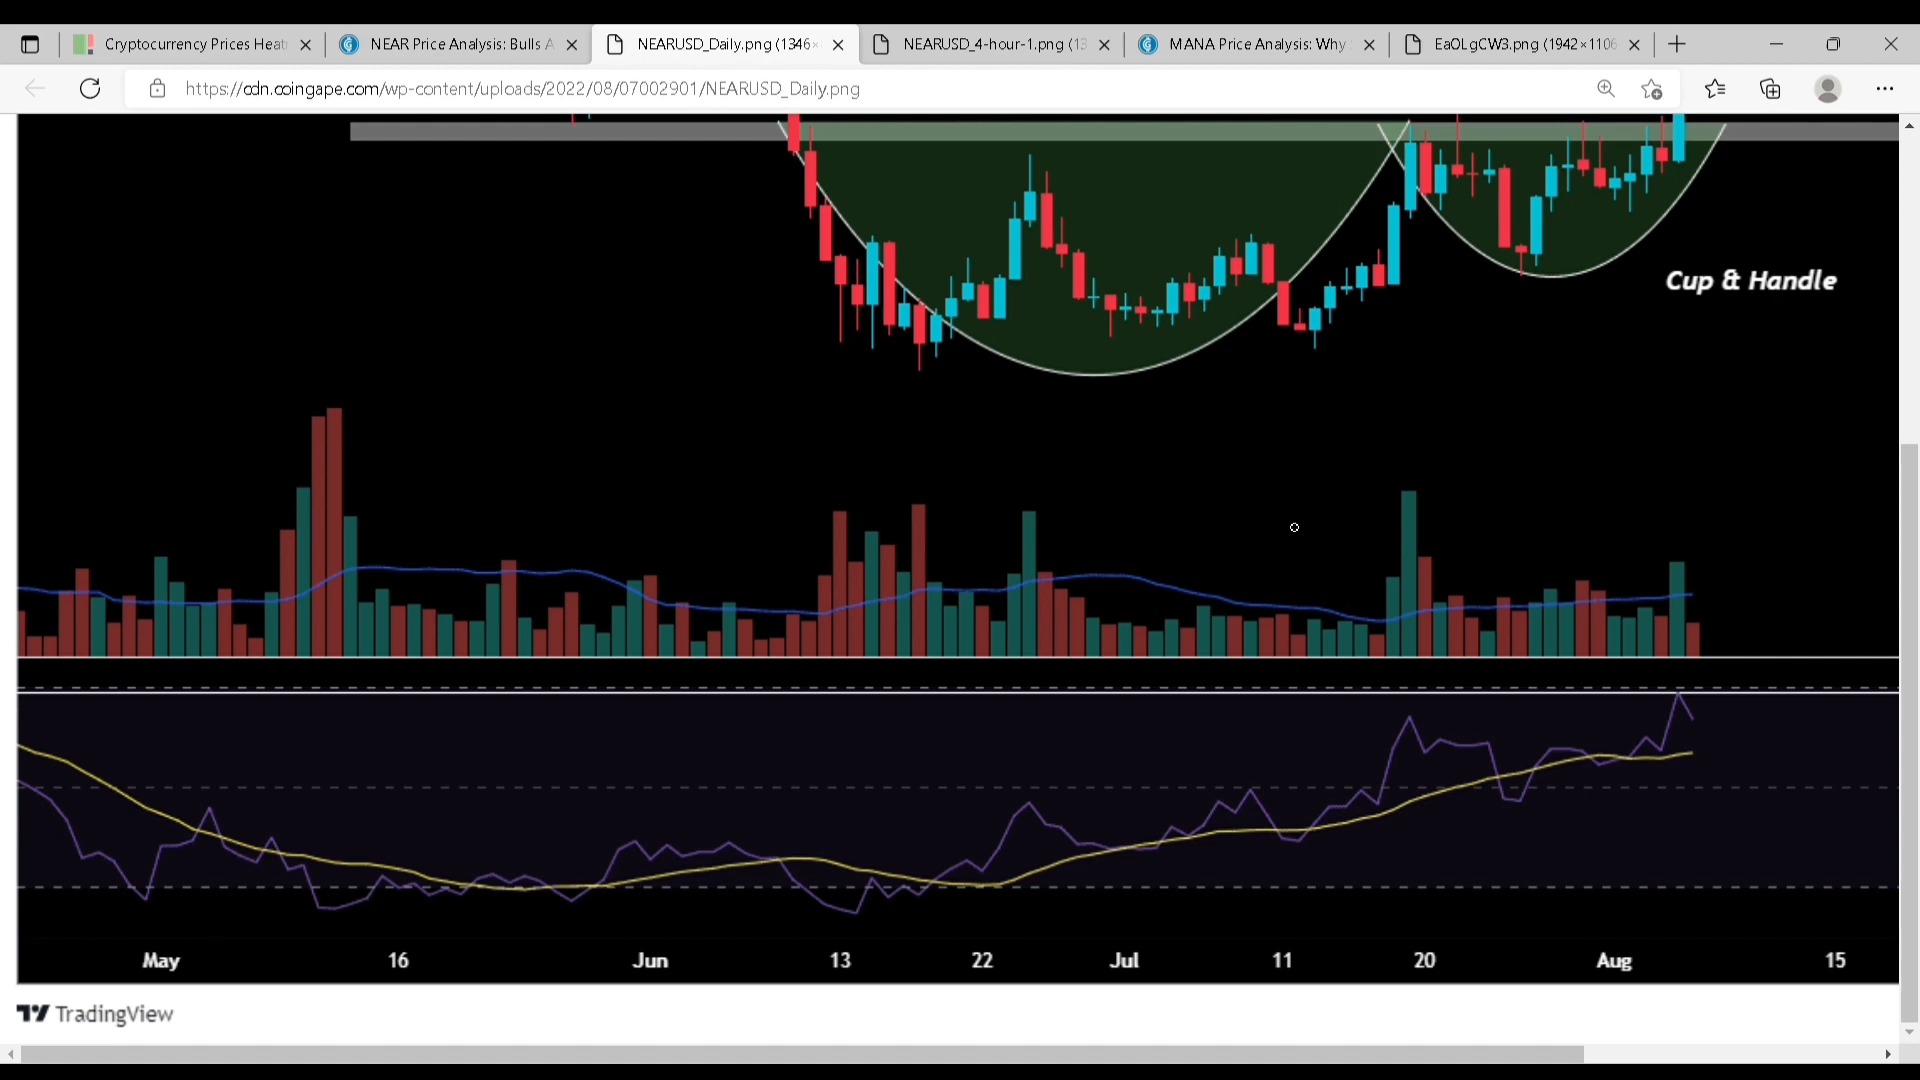 Cryptocurrency Prices Heat
NEAR Price Analysis: Bulls A
NEARUSD_Daily.png (1346×
NEARUSD_4-hour-1.png (13
MANA Price Analysis: Why
EaOLgCW3.png (1942×1106
https://cdn.coingape.com/wp-content/uploads/2022/08/07002901/NEARUSD_Daily.png
Cup & Handle
May 16 Jun 13 22 Jul 11 20 Aug 15
TradingView